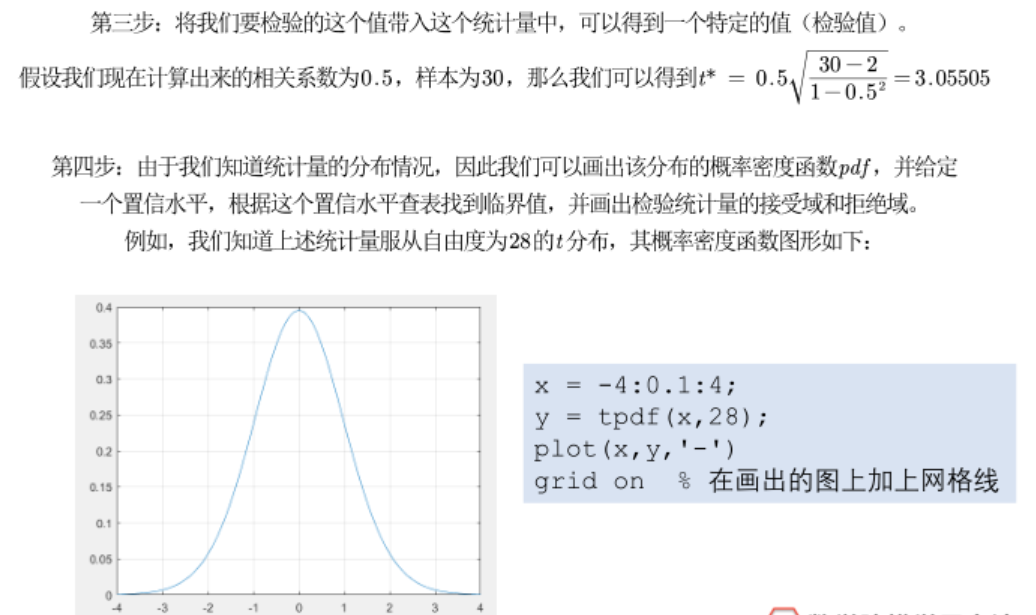 第三步：将我们要检验的这个值带入这个统计量中，可以得到一个特定的值（检验值）。
假设我们现在计算出来的相关系数为0.5，样本为30，那么我们可以得到t* = 0.5√((30－2)/(1－0.5²)) = 3.05505
第四步：由于我们知道统计量的分布情况，因此我们可以画出该分布的概率密度函数pdf，并给定
一个置信水平，根据这个置信水平查表找到临界值，并画出检验统计量的接受域和拒绝域。
例如，我们知道上述统计量服从自由度为28的t分布，其概率密度函数图形如下：
0.4
0.35
0.3
0.25
0.2
0.15
0.1
0.05
0
-4 -3 -2 -1 0 1 2 3 4
x = -4:0.1:4;
y = tpdf(x,28);
plot(x,y,'-')
grid on % 在画出的图上加上网格线